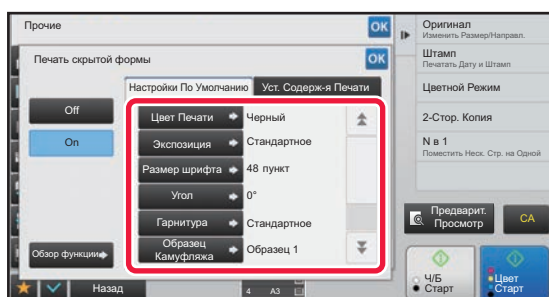 Прочие
OK
Печать скрытой формы
OK
Настройки По Умолчанию
Уст. Содерж-я Печати
Off
On
Обзор функции
Цвет Печати
Черный
Экспозиция
Стандартное
Размер шрифта
48 пункт
Угол
0°
Гарнитура
Стандартное
Образец
Камуфляжа
Образец 1
Назад
4
A3
Оригинал
Изменить Размер/Направл.
Штамп
Печатать Дату и Штамп
Цветной Режим
2-Стор. Копия
N в 1
Поместить Неск. Стр. на Одной
Предварит.
Просмотр
CA
Ч/Б
Старт
Цвет
Старт